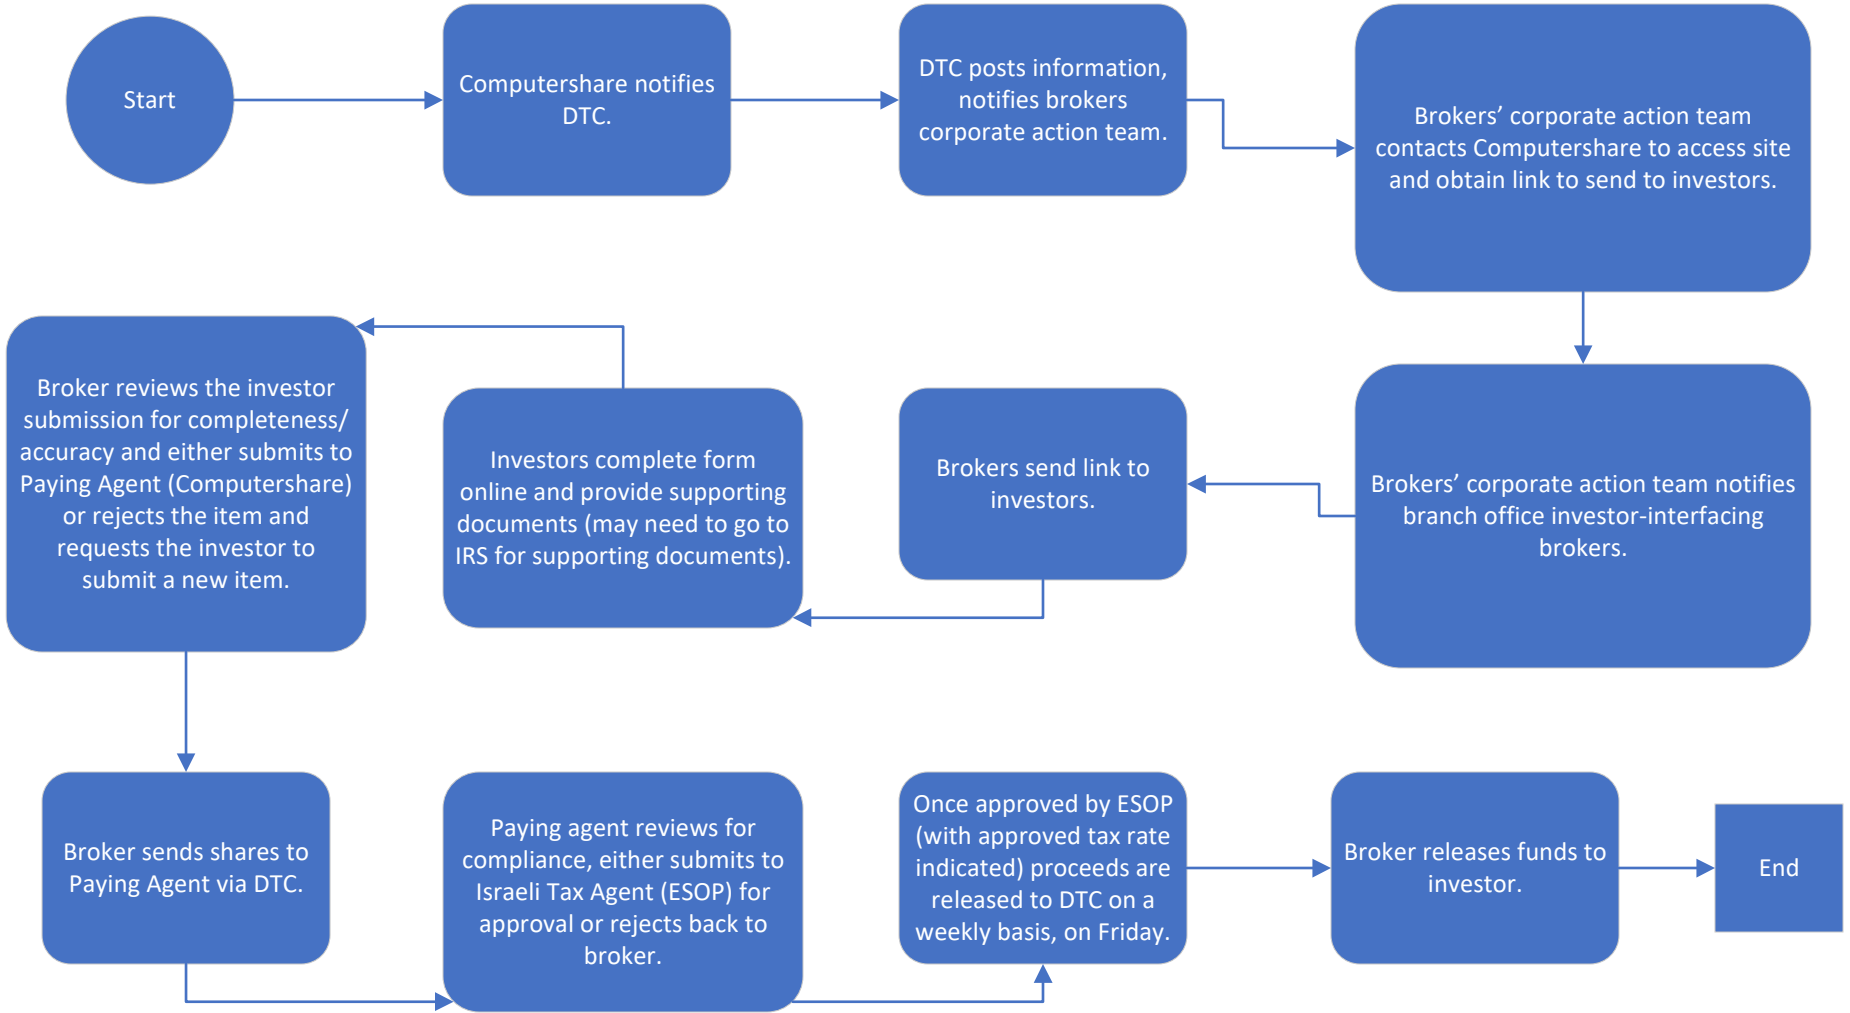 Start
Computershare notifies
DTC.
DTC posts information,
notifies brokers
corporate action team.
Brokers’ corporate action team
contacts Computershare to access site
and obtain link to send to investors.
Brokers’ corporate action team notifies
branch office investor-interfacing
brokers.
Brokers send link to
investors.
Investors complete form
online and provide supporting
documents (may need to go to
IRS for supporting documents).
Broker reviews the investor
submission for completeness/
accuracy and either submits to
Paying Agent (Computershare)
or rejects the item and
requests the investor to
submit a new item.
Broker sends shares to
Paying Agent via DTC.
Paying agent reviews for
compliance, either submits to
Israeli Tax Agent (ESOP) for
approval or rejects back to
broker.
Once approved by ESOP
(with approved tax rate
indicated) proceeds are
released to DTC on a
weekly basis, on Friday.
Broker releases funds to
investor.
End